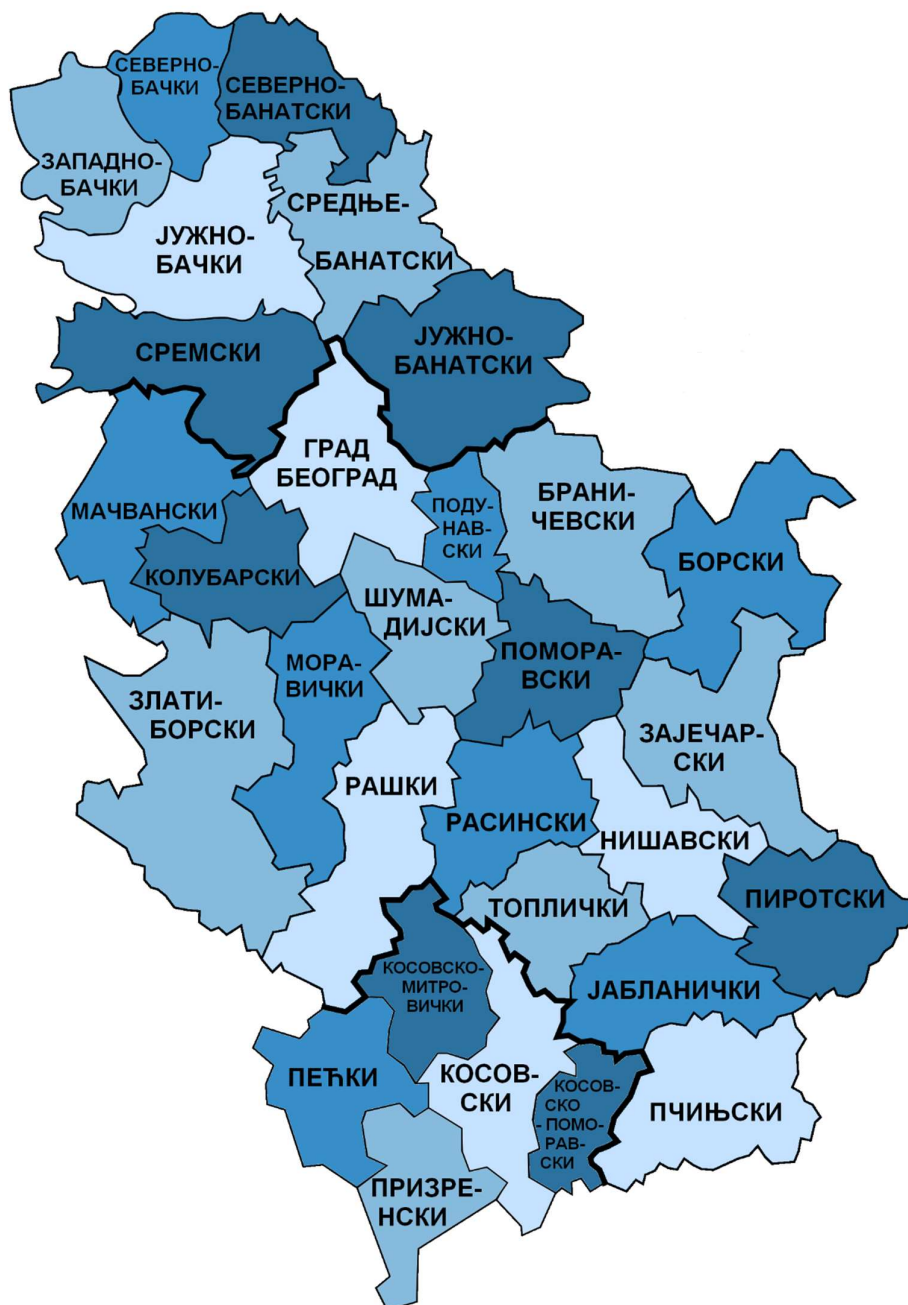 СЕВЕРНО-
БАЧКИ
СЕВЕРНО-
БАНАТСКИ
ЗАПАДНО-
БАЧКИ
СРЕДЊЕ-
БАНАТСКИ
ЈУЖНО-
БАЧКИ
СРЕМСКИ
ЈУЖНО-
БАНАТСКИ
ГРАД
БЕОГРАД
МАЧВАНСКИ
ПОДУ-
НАВ-
СКИ
БРАНИ-
ЧЕВСКИ
БОРСКИ
КОЛУБАРСКИ
ШУМА-
ДИЈСКИ
ЗЛАТИ-
БОРСКИ
МОРА-
ВИЧКИ
ПОМОРА-
ВСКИ
ЗАЈЕЧАР-
СКИ
РАШКИ
РАСИНСКИ
НИШАВСКИ
ТОПЛИЧКИ
ПИРОТСКИ
КОСОВСКО-
МИТРО-
ВИЧКИ
ЈАБЛАНИЧКИ
ПЕЋКИ
КОСОВ-
СКИ
КОСОВ-
СКО
- ПОМО-
РАВ-
СКИ
ПЧИЊСКИ
ПРИЗРЕ-
НСКИ